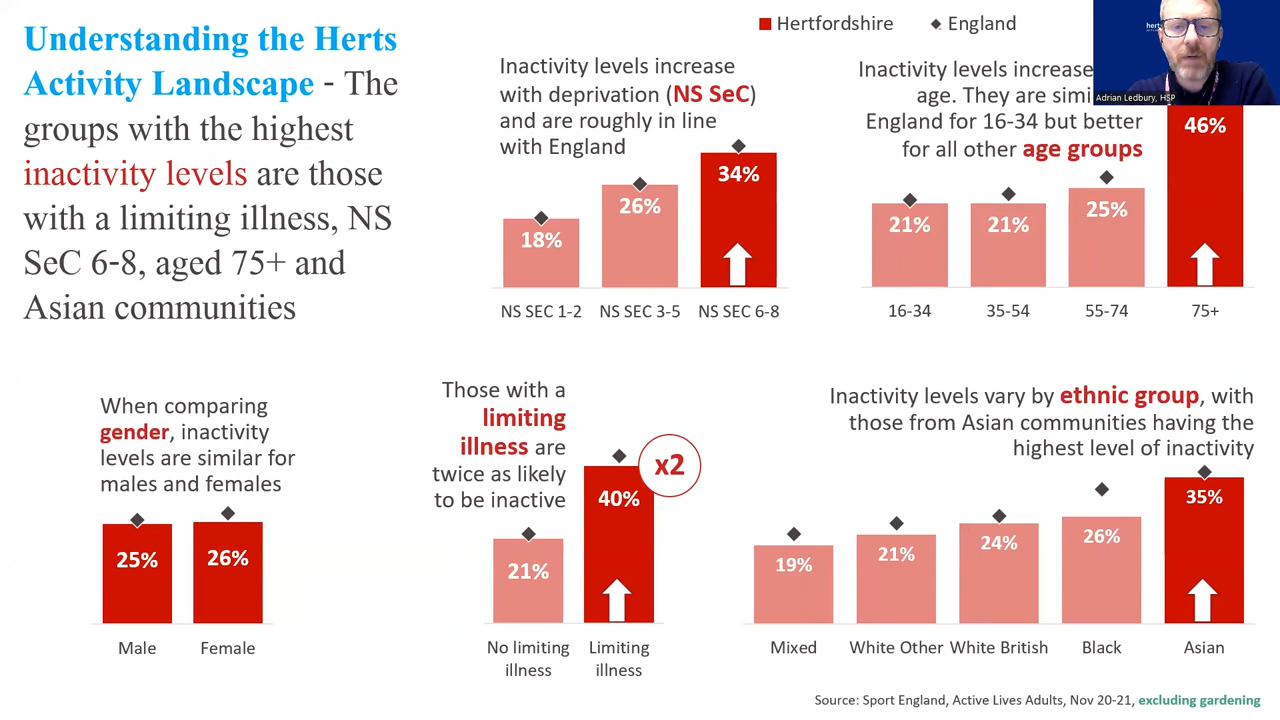 Understanding the Herts
Activity Landscape - The
groups with the highest
inactivity levels are those
with a limiting illness, NS
SeC 6-8, aged 75+ and
Asian communities
Hertfordshire
England
Inactivity levels increase
with deprivation (NS SeC)
and are roughly in line
with England
18%
26%
34%
NS SEC 1-2
NS SEC 3-5
NS SEC 6-8
Inactivity levels increase
age. They are simi
England for 16-34 but better
for all other age groups
21%
21%
25%
46%
16-34
35-54
55-74
75+
Adrian Ledbury, HSP
When comparing
gender, inactivity
levels are similar for
males and females
25%
26%
Male
Female
Those with a
limiting
illness are
twice as likely
to be inactive
x2
21%
40%
No limiting
illness
Limiting
illness
Inactivity levels vary by ethnic group, with
those from Asian communities having the
highest level of inactivity
19%
21%
24%
26%
35%
Mixed
White Other
White British
Black
Asian
Source: Sport England, Active Lives Adults, Nov 20-21, excluding gardening